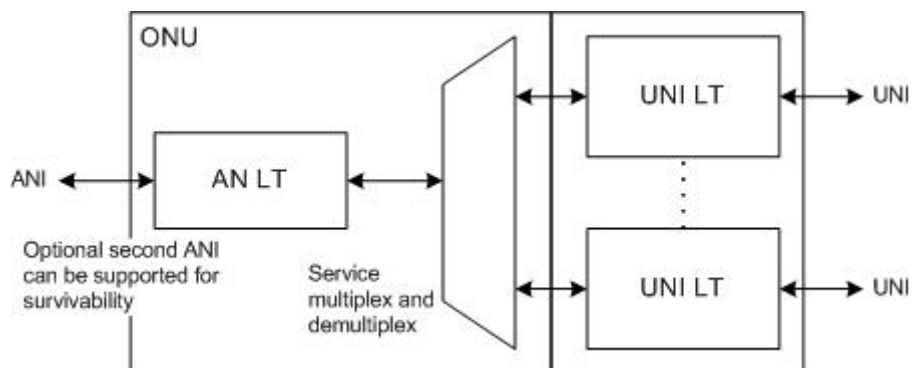 ONU
UNI LT
UNI
ANI
AN LT
Optional second ANI
can be supported for
survivability
Service
multiplex and
demultiplex
UNI LT
UNI